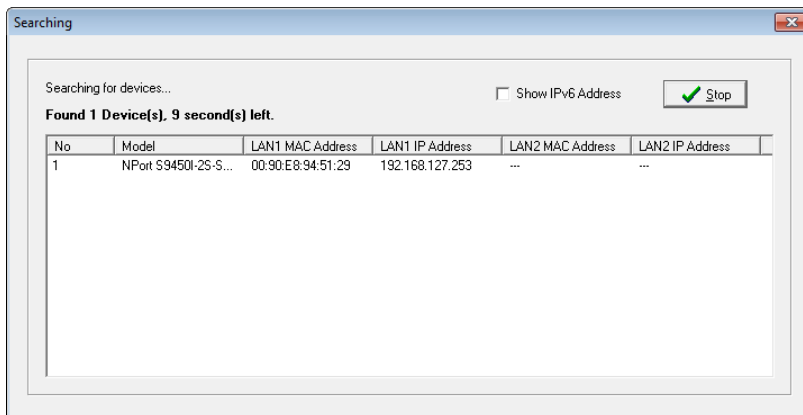 Searching
Searching for devices...
Show IPv6 Address
Stop
Found 1 Device(s), 9 second(s) left.
No Model LAN1 MAC Address LAN1 IP Address LAN2 MAC Address LAN2 IP Address
1 NPort S9450I-2S-S... 00:90:E8:94:51:29 192.168.127.253 --- ---